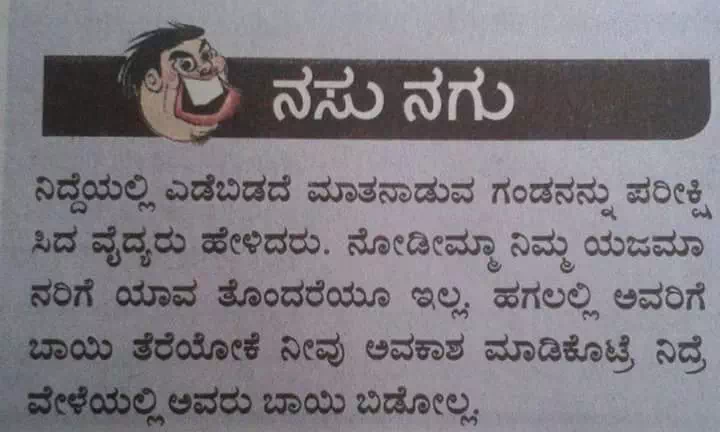 ನಸು ನಗು
ನಿದ್ದೆಯಲ್ಲಿ ಎಡೆಬಿಡದೆ ಮಾತನಾಡುವ ಗಂಡನನ್ನು ಪರೀಕ್ಷಿ
ಸಿದ ವೈದ್ಯರು ಹೇಳಿದರು. ನೋಡೀಮ್ಮಾ ನಿಮ್ಮ ಯಜಮಾ
ನರಿಗೆ ಯಾವ ತೊಂದರೆಯೂ ಇಲ್ಲ. ಹಗಲಲ್ಲಿ ಅವರಿಗೆ
ಬಾಯಿ ತೆರೆಯೋಕೆ ನೀವು ಅವಕಾಶ ಮಾಡಿಕೊಟ್ರೆ ನಿದ್ರೆ
ವೇಳೆಯಲ್ಲಿ ಅವರು ಬಾಯಿ ಬಿಡೋಲ್ಲ.